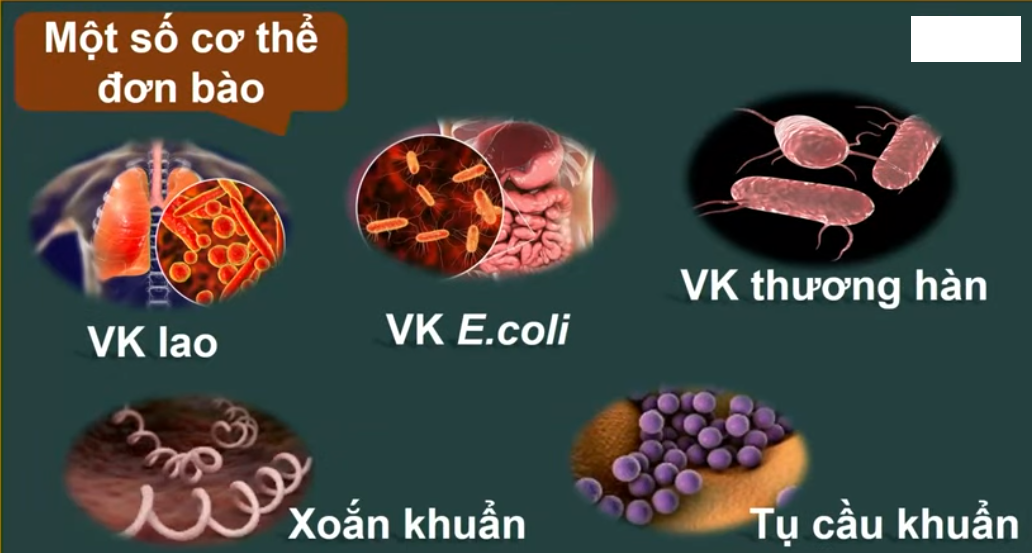 Một số cơ thể
đơn bào
VK lao
VK E.coli
VK thương hàn
Xoắn khuẩn
Tụ cầu khuẩn